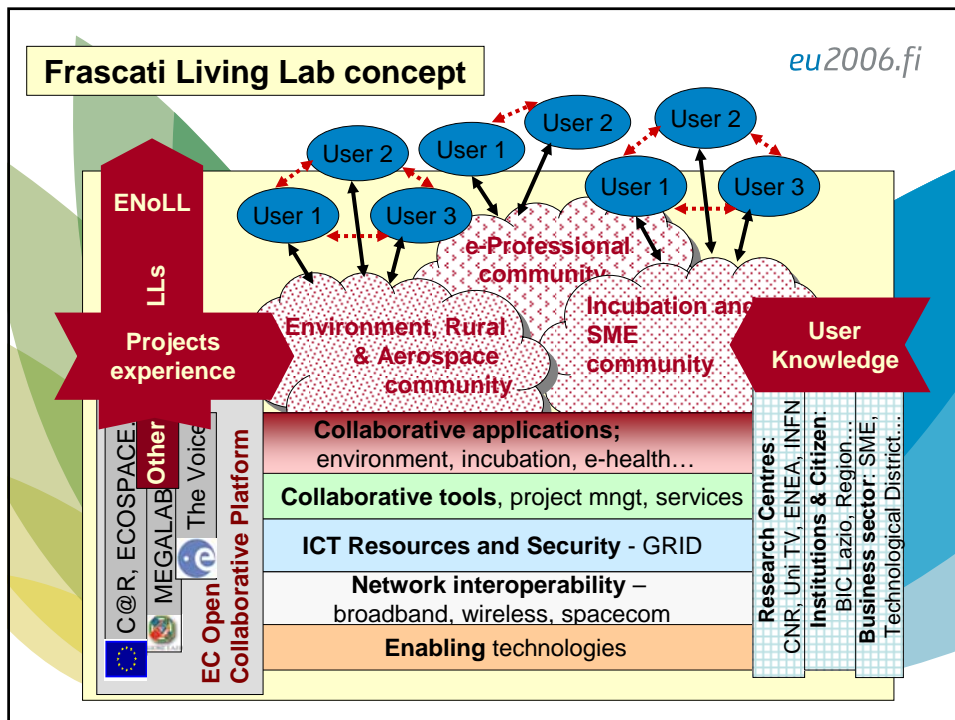 Frascati Living Lab concept
eu2006.fi
User 2
User 1
User 3
User 1
User 2
User 2
User 1
User 3
ENoLL
Other LLs
Projects
experience
e-Professional
community
Environment, Rural
& Aerospace
community
Incubation and
SME
community
User
Knowledge
C@R, ECOSPACE.
MEGALAB
The Voice
EC Open
Collaborative Platform
Collaborative applications;
environment, incubation, e-health…
Collaborative tools, project mngt, services
ICT Resources and Security - GRID
Network interoperability –
broadband, wireless, spacecom
Enabling technologies
Research Centres:
CNR, Uni TV, ENEA, INFN
Institutions & Citizen:
BIC Lazio, Region…
Business sector: SME,
Technological District…